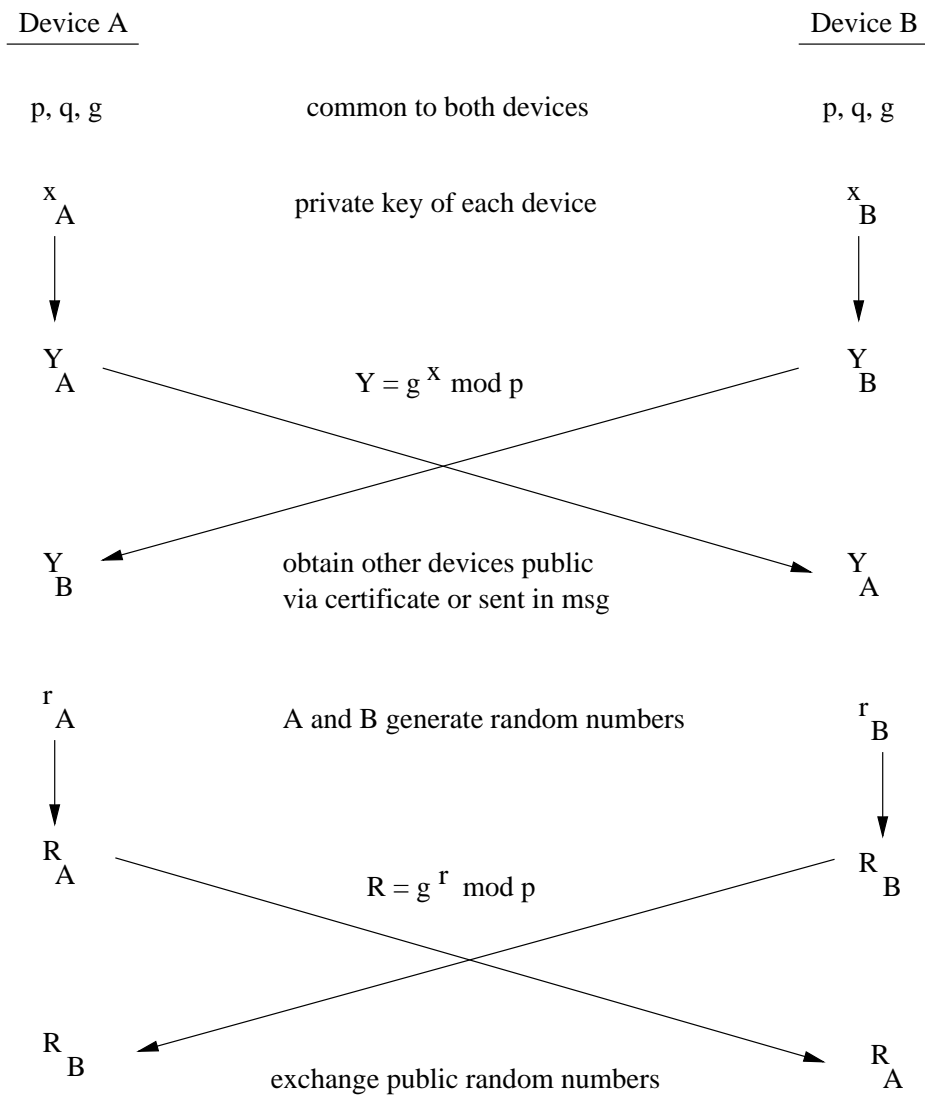 Device A Device B
p, q, g common to both devices p, q, g
x A private key of each device x B
Y A Y = g x mod p Y B
Y B obtain other devices public Y A
via certificate or sent in msg
r A A and B generate random numbers r B
R A R = g r mod p R B
R B R A
exchange public random numbers